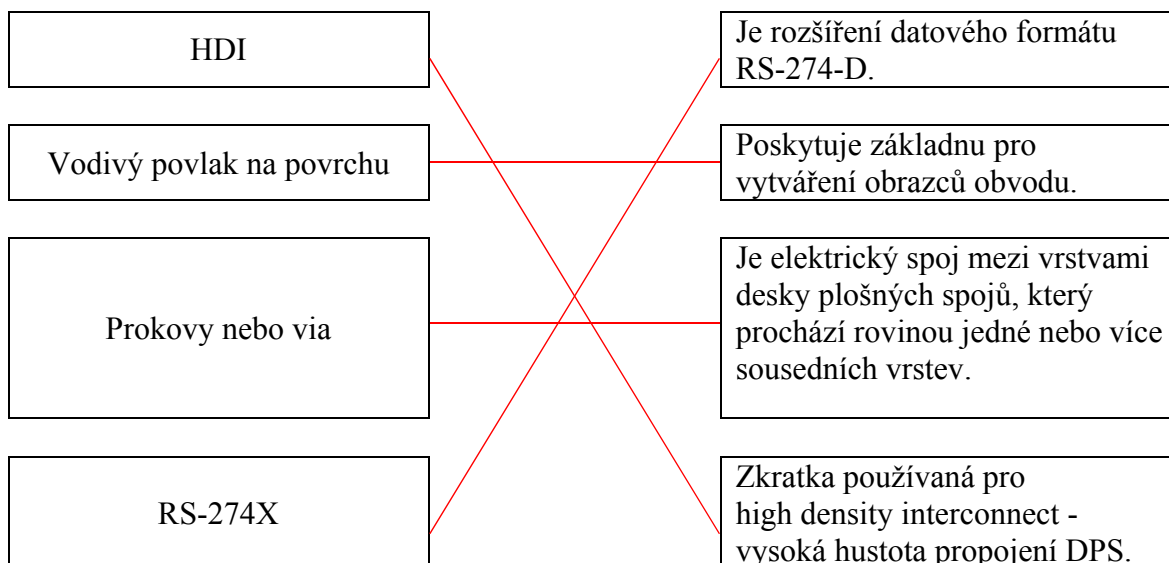 HDI
Je rozšíření datového formátu
RS-274-D.
Vodivý povlak na povrchu
Poskytuje základnu pro
vytváření obrazců obvodu.
Prokovy nebo via
Je elektrický spoj mezi vrstvami
desky plošných spojů, který
prochází rovinou jedné nebo více
sousedních vrstev.
RS-274X
Zkratka používaná pro
high density interconnect -
vysoká hustota propojení DPS.